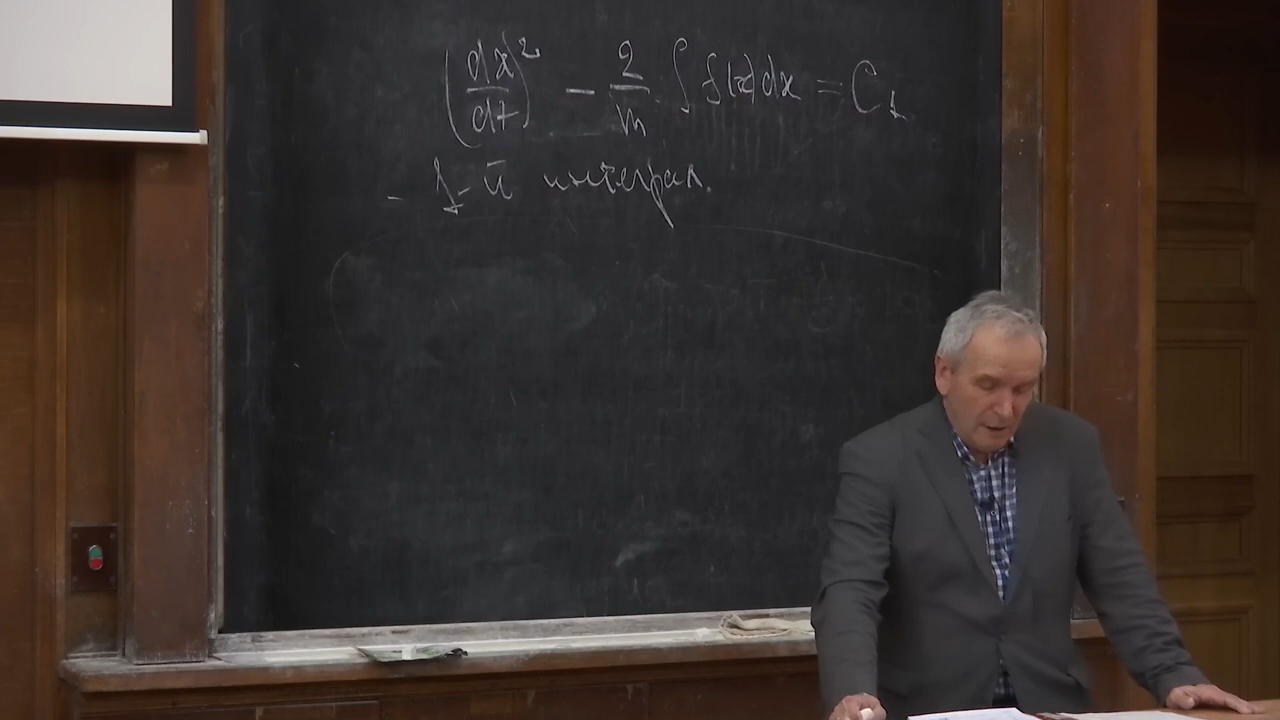 (dx/dt)² - 2/m ∫ f(x)dx = C₁
- 1-й интеграл.